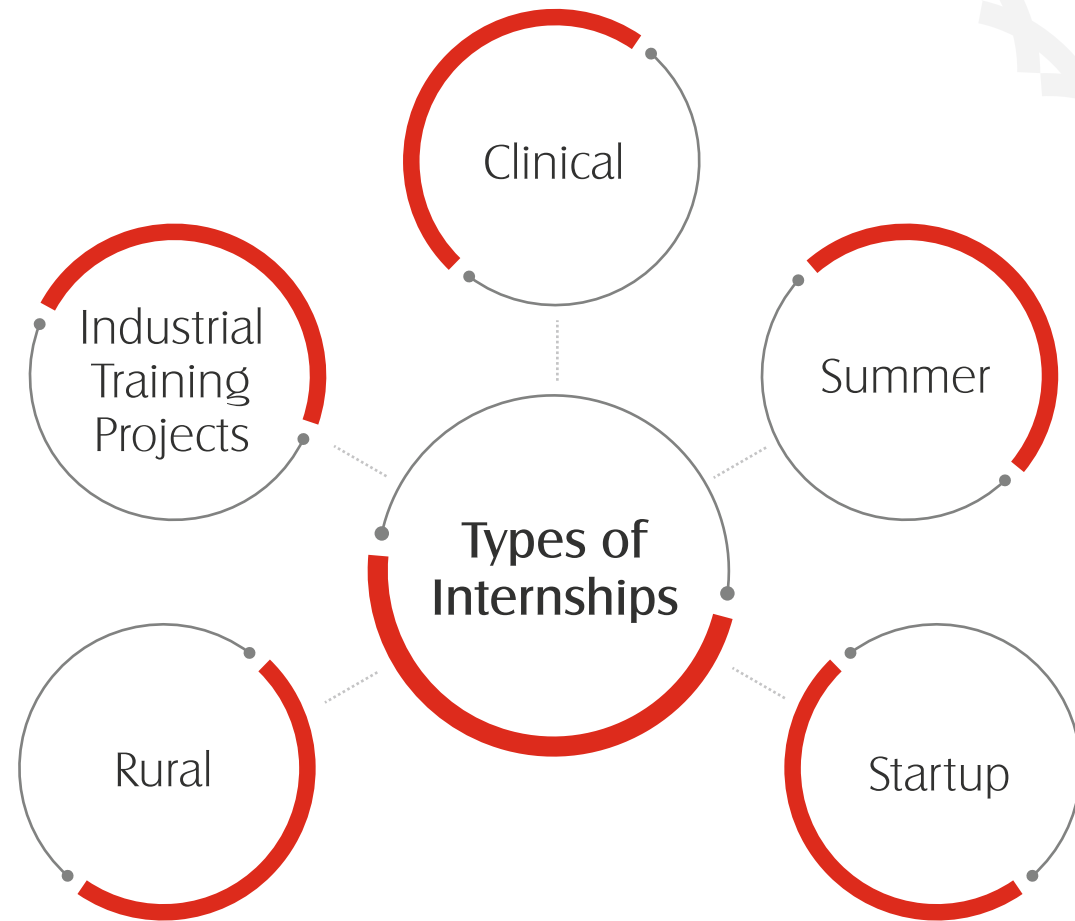 Clinical
Industrial
Training
Projects
Summer
Types of
Internships
Rural
Startup